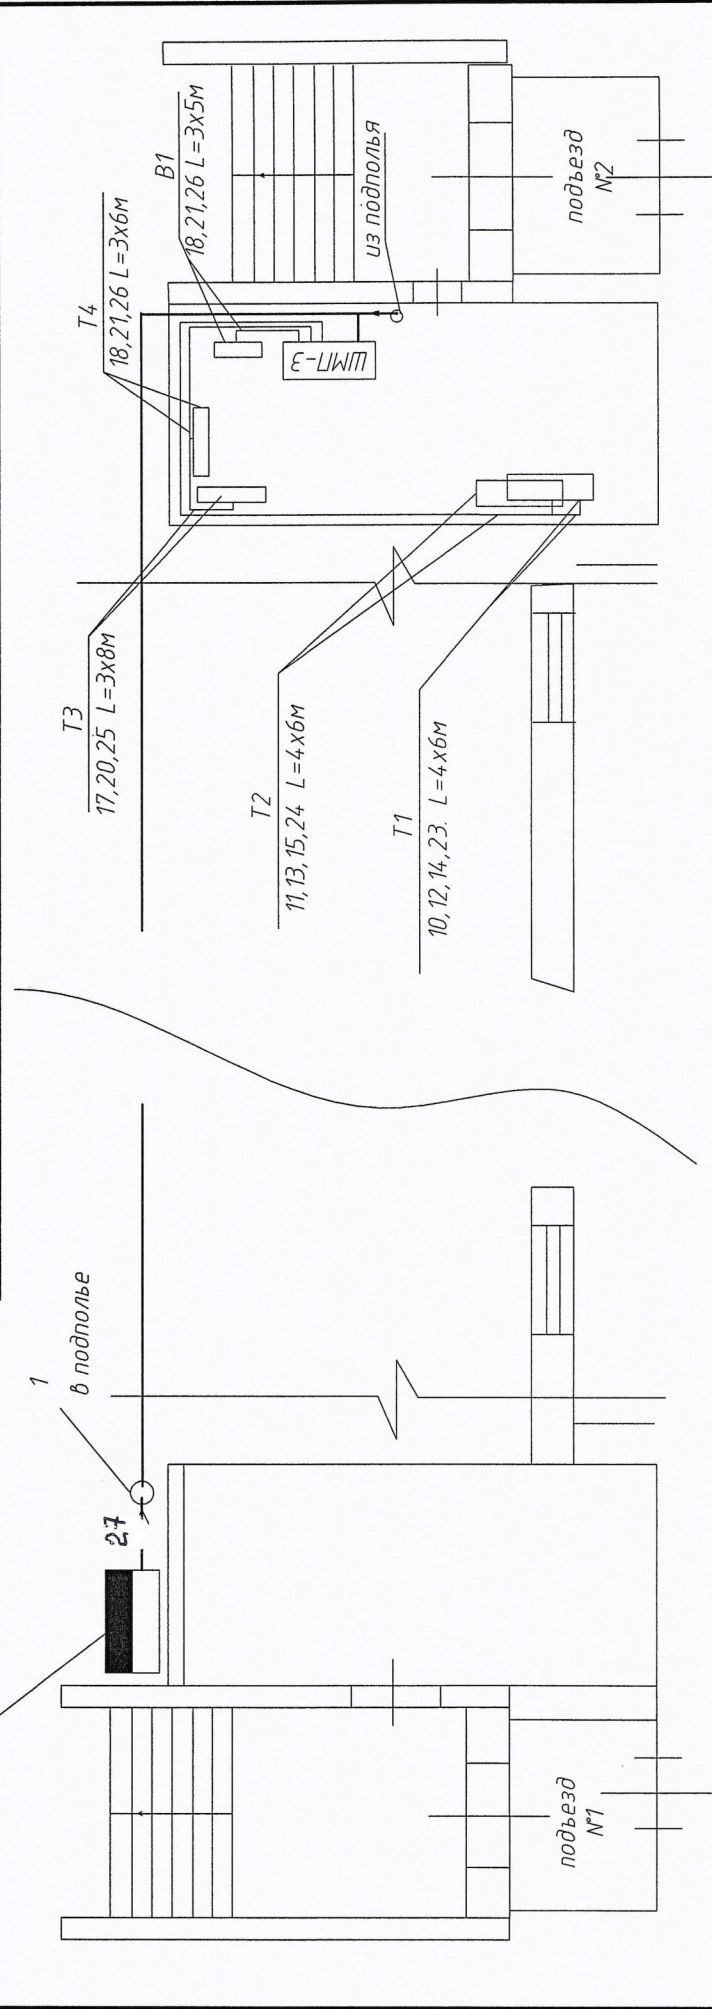 1
в подполье
27
подъезд
№1
Т3
17,20,25 L=3х8м
Т2
11,13,15,24 L=4х6м
Т1
10,12,14,23. L=4х6м
Т4
18,21,26 L=3х6м
В1
18,21,26 L=3х5м
из подполья
ШМП-3
подъезд
№2